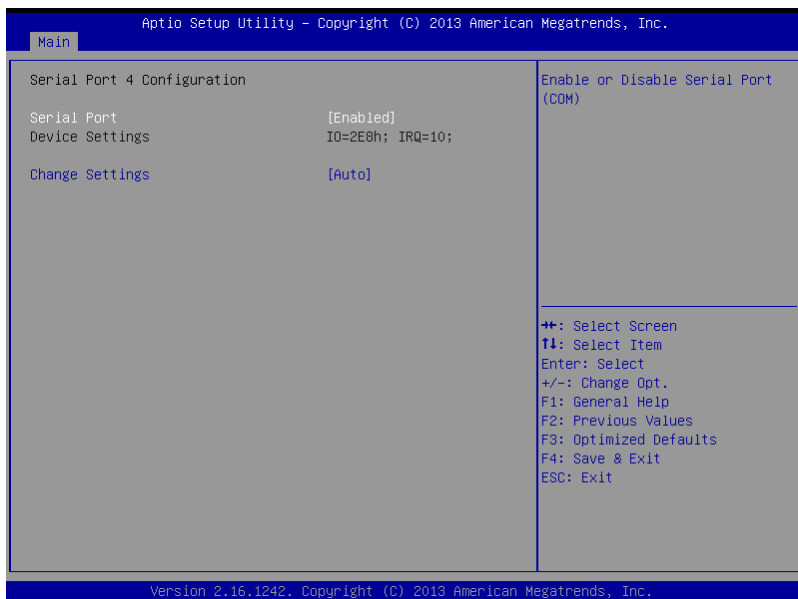 Aptio Setup Utility – Copyright (C) 2013 American Megatrends, Inc.
Main
Serial Port 4 Configuration
Serial Port [Enabled]
Device Settings IO=2E8h; IRQ=10;
Change Settings [Auto]
Enable or Disable Serial Port
(COM)
→←: Select Screen
↑↓: Select Item
Enter: Select
+/-: Change Opt.
F1: General Help
F2: Previous Values
F3: Optimized Defaults
F4: Save & Exit
ESC: Exit
Version 2.16.1242. Copyright (C) 2013 American Megatrends, Inc.